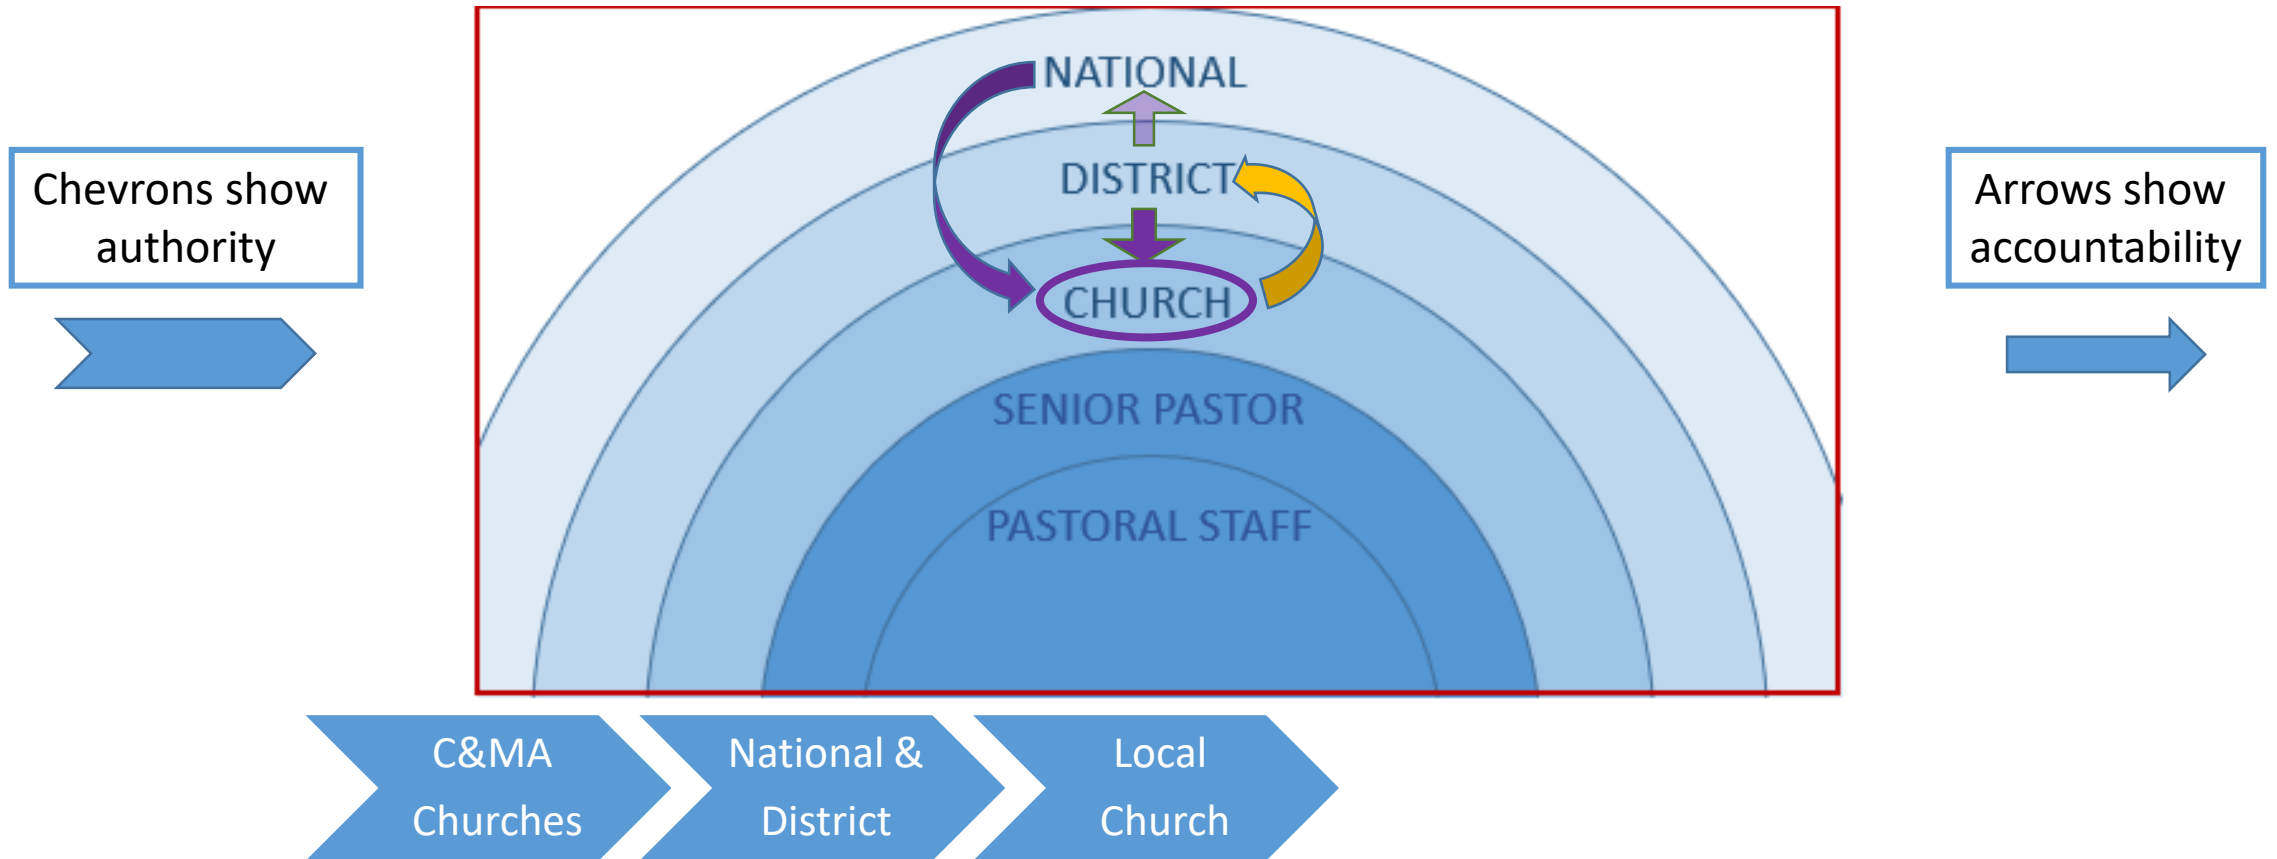 Chevrons show
authority
NATIONAL
DISTRICT
CHURCH
SENIOR PASTOR
PASTORAL STAFF
Arrows show
accountability
C&MA
Churches
National &
District
Local
Church